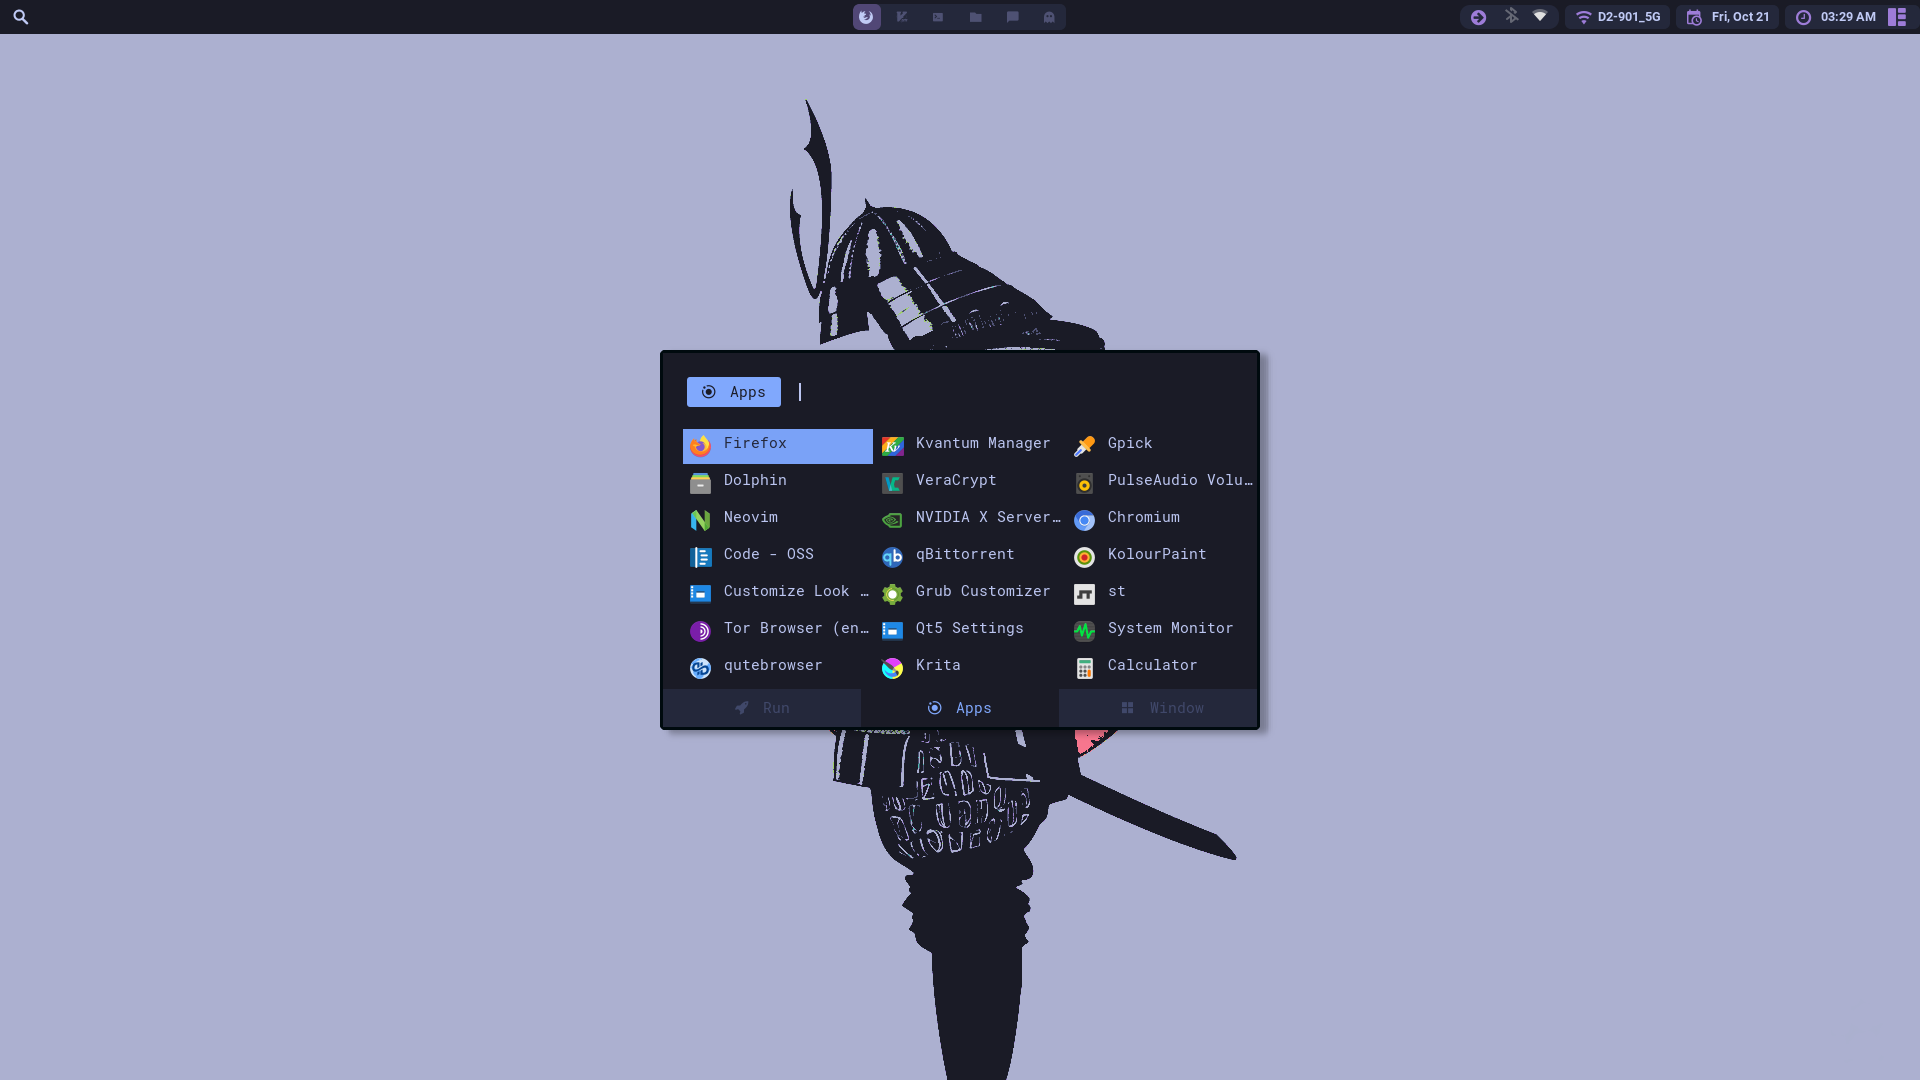 D2-901_5G Fri, Oct 21 03:29 AM
Apps
Firefox Kvantum Manager Gpick
Dolphin VeraCrypt PulseAudio Volu…
Neovim NVIDIA X Server… Chromium
Code - OSS qBittorrent KolourPaint
Customize Look … Grub Customizer st
Tor Browser (en… Qt5 Settings System Monitor
qutebrowser Krita Calculator
Run Apps Window